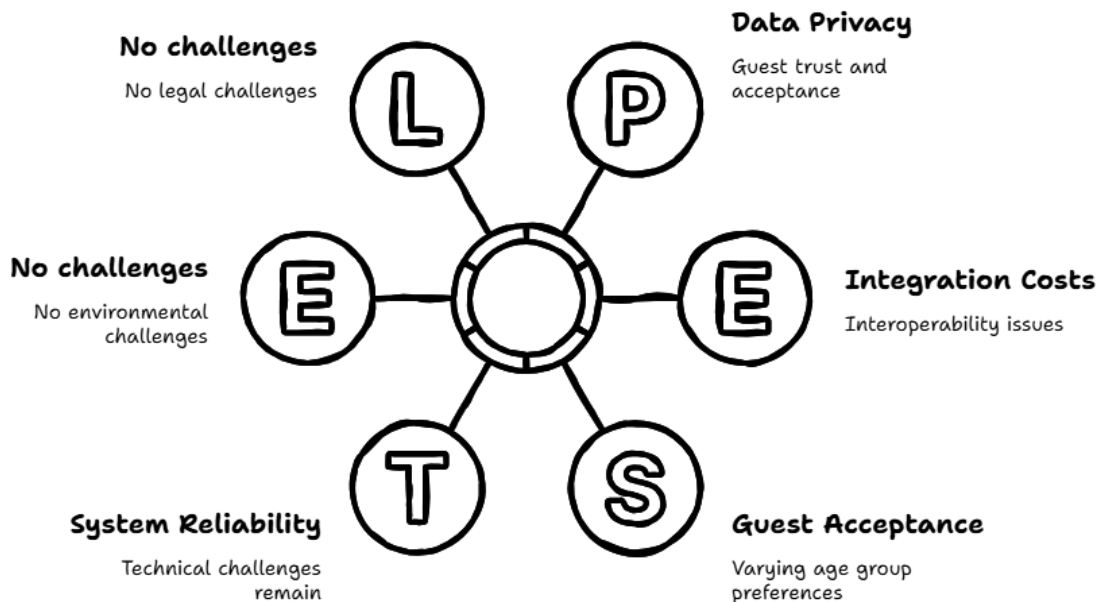 P
Data Privacy
Guest trust and
acceptance
E
Integration Costs
Interoperability issues
S
Guest Acceptance
Varying age group
preferences
T
System Reliability
Technical challenges
remain
E
No challenges
No environmental
challenges
L
No challenges
No legal challenges